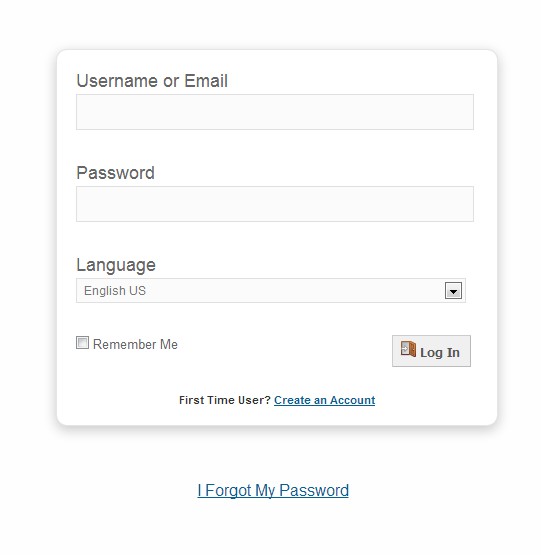 Username or Email
Password
Language
English US
Remember Me
Log In
First Time User? Create an Account
I Forgot My Password